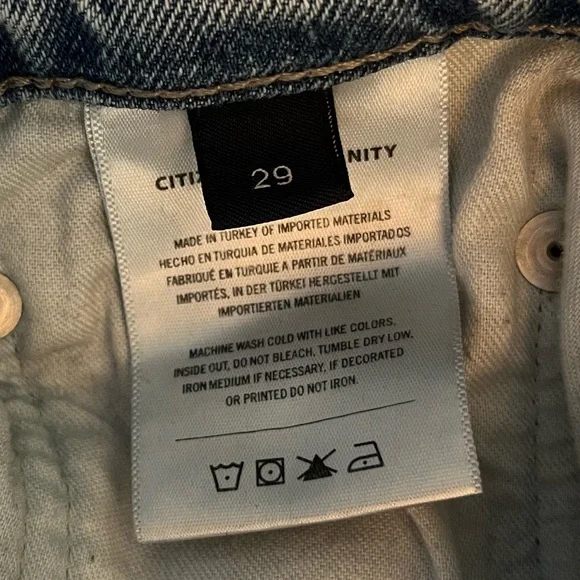 CITI NITY
29
MADE IN TURKEY OF IMPORTED MATERIALS
HECHO EN TURQUIA DE MATERIALES IMPORTADOS
FABRIQUÉ EN TURQUIE A PARTIR DE MATÉRIAUX
IMPORTÉS, IN DER TÜRKEI HERGESTELLT MIT
IMPORTIERTEN MATERIALIEN
MACHINE WASH COLD WITH LIKE COLORS,
INSIDE OUT, DO NOT BLEACH, TUMBLE DRY LOW,
IRON MEDIUM IF NECESSARY, IF DECORATED
OR PRINTED DO NOT IRON.